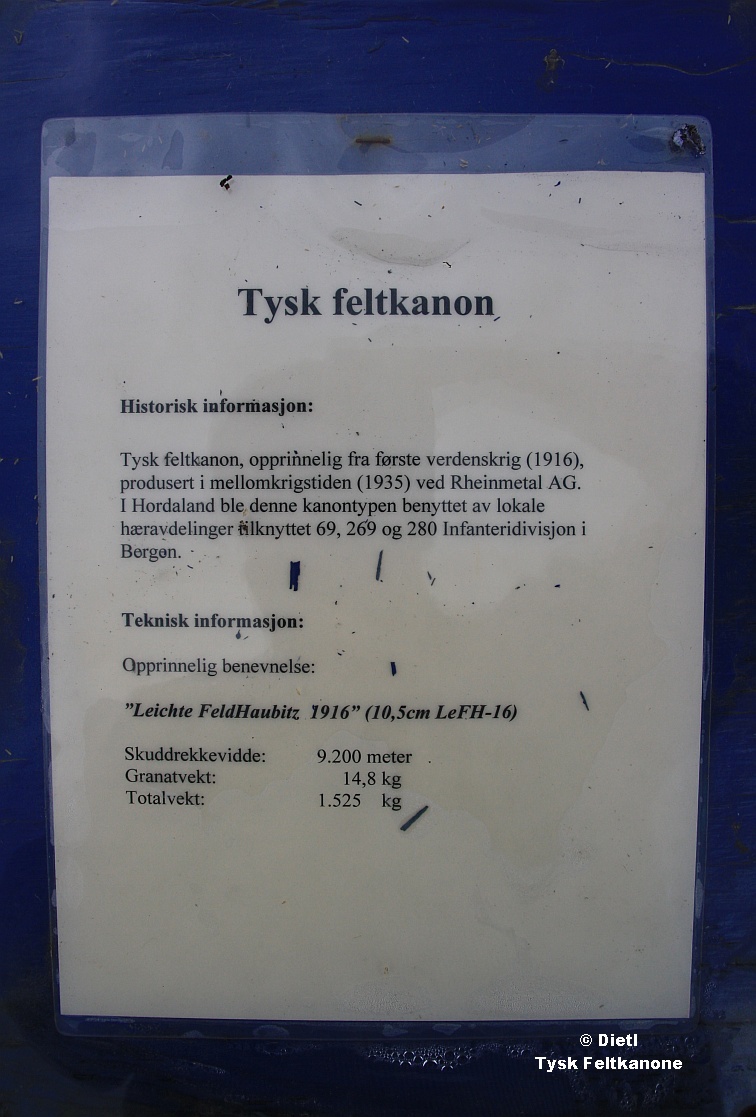 Tysk feltkanon
Historisk informasjon:
Tysk feltkanon, opprinnelig fra første verdenskrig (1916),
produsert i mellomkrigstiden (1935) ved Rheinmetal AG.
I Hordaland ble denne kanontypen benyttet av lokale
hæravdelinger tilknyttet 69, 269 og 280 Infanteridivisjon i
Bergen.
Teknisk informasjon:
Opprinnelig benevnelse:
”Leichte FeldHaubitz 1916” (10,5cm LeFH-16)
Skuddrekkevidde: 9.200 meter
Granatvekt: 14,8 kg
Totalvekt: 1.525 kg
© Dietl
Tysk Feltkanone